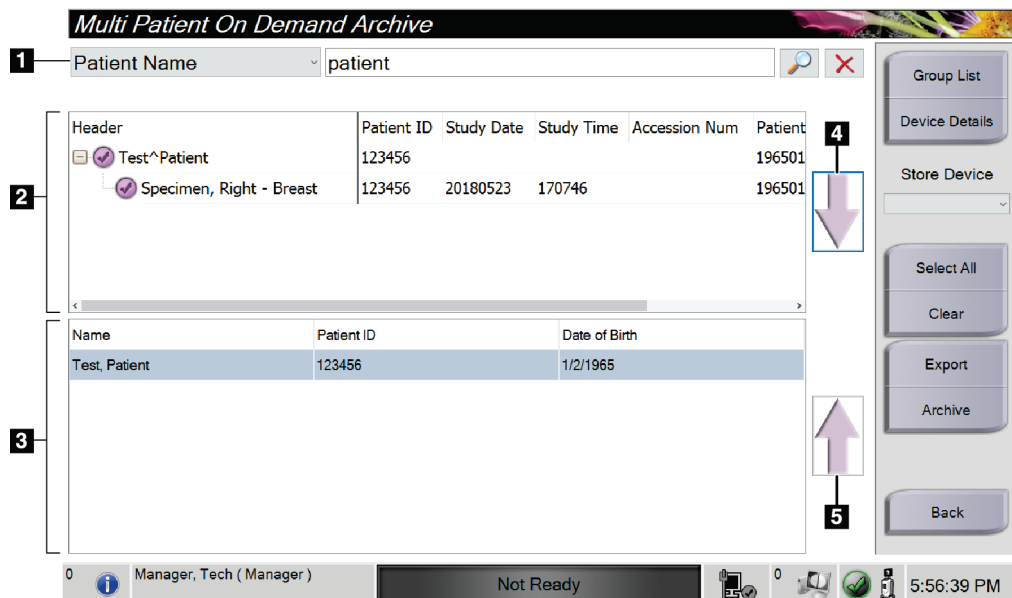 Multi Patient On Demand Archive
1
Patient Name
patient
Group List
Device Details
Store Device
Select All
Clear
Export
Archive
Back
2
Header Patient ID Study Date Study Time Accession Num Patient
Test^Patient 123456 196501
Specimen, Right - Breast 123456 20180523 170746 196501
4
3
Name Patient ID Date of Birth
Test, Patient 123456 1/2/1965
5
0 Manager, Tech ( Manager ) Not Ready 0 5:56:39 PM